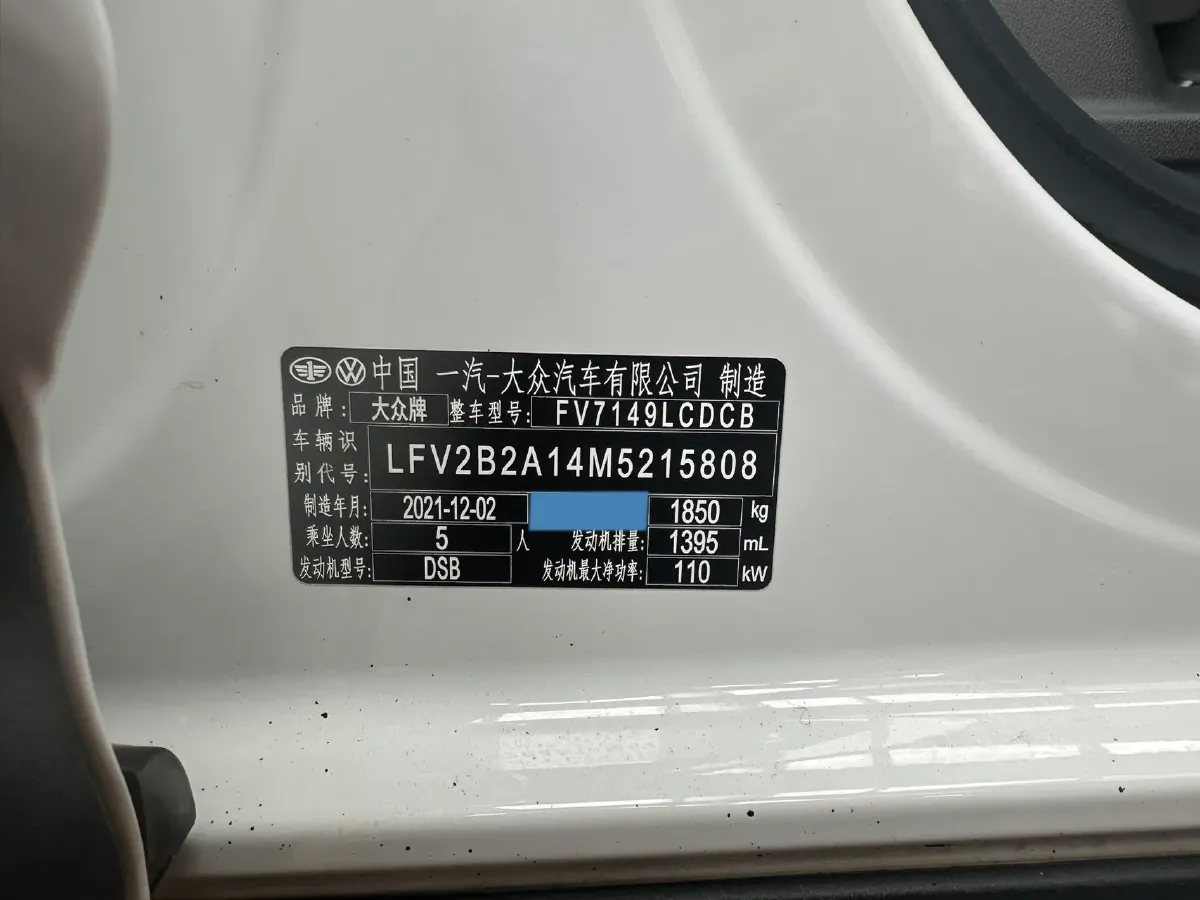 中国 一汽-大众汽车有限公司 制造
品牌: 大众牌 整车型号: FV7149LCDCB
车辆识别代号: LFV2B2A14M5215808
制造年月: 2021-12-02 1850 kg
乘坐人数: 5 人 发动机排量: 1395 mL
发动机型号: DSB 发动机最大净功率: 110 kW